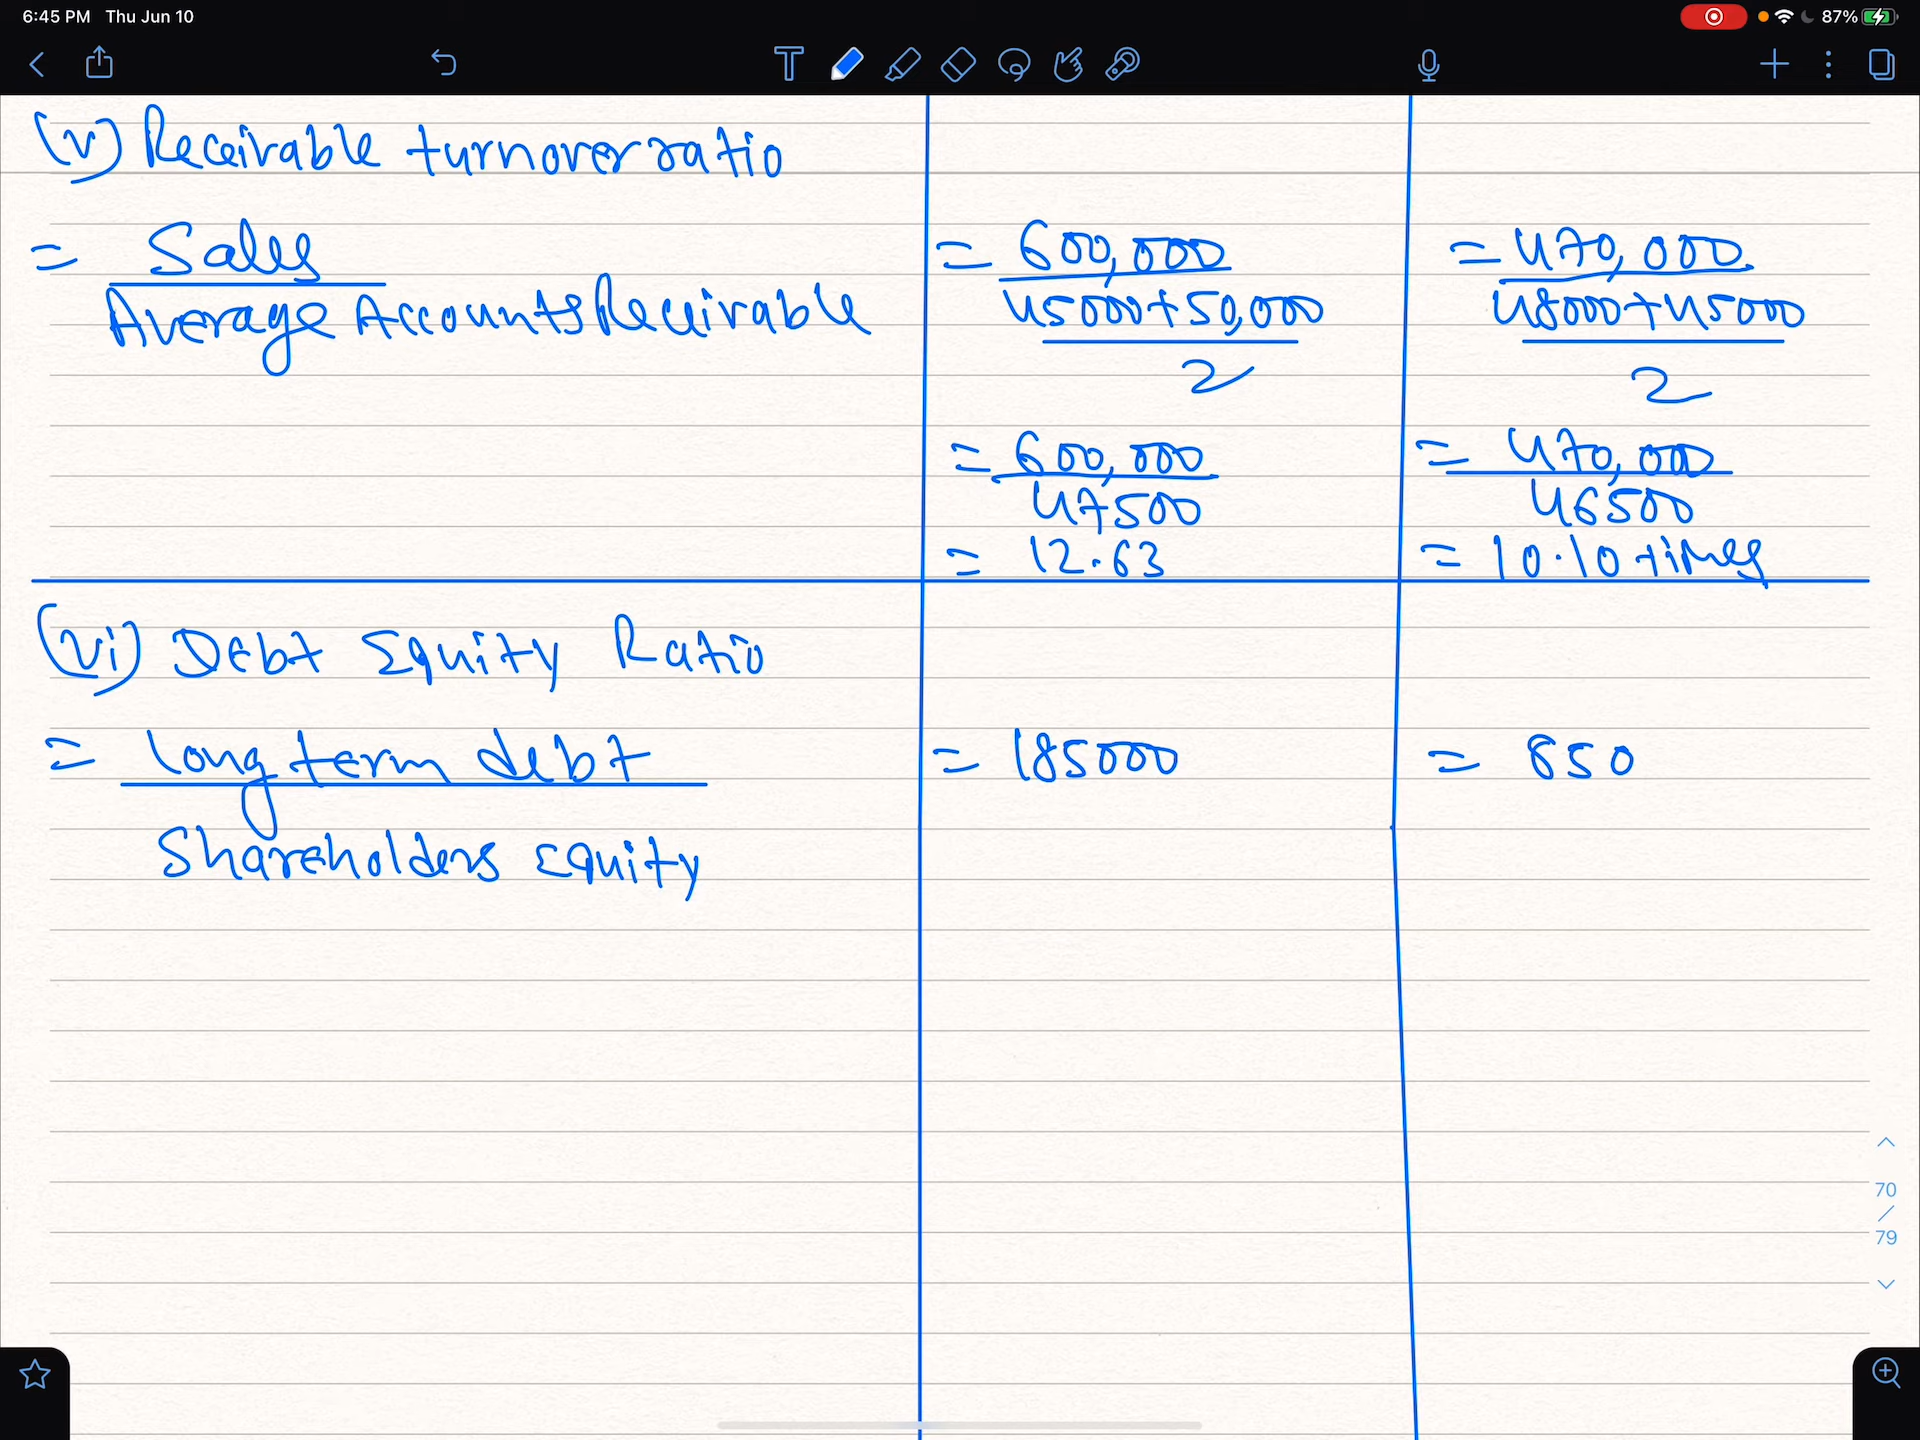 6:45 PM Thu Jun 10
87%
(v) Receivable turnover ratio
= Sales = 600,000 = 470,000
Average Accounts Receivable 45000+50,000 48000+45000
2 2
= 600,000 = 470,000
47500 46500
= 12.63 = 10.10 times
(vi) Debt Equity Ratio
= long term debt = 185000 = 850
Shareholders Equity
70
/
79